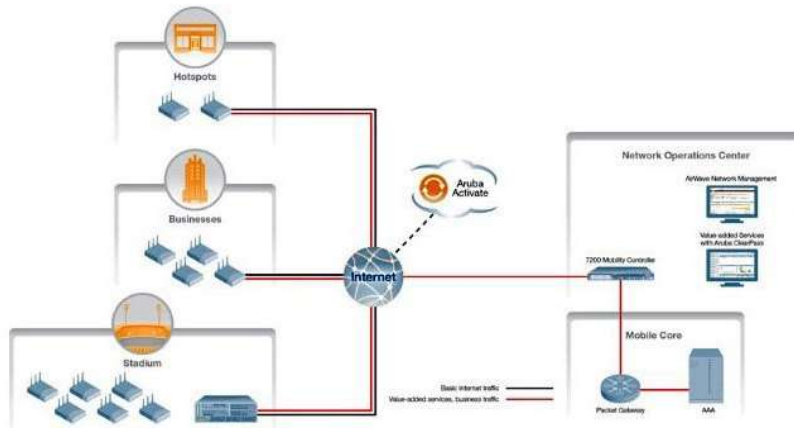 Hotspots
Businesses
Stadium
Aruba
Activate
Internet
Network Operations Center
AirWave Network Management
Value-added Services
with Aruba ClearPass
7200 Mobility Controller
Mobile Core
Packet Gateway
AAA
Basic internet traffic
Value-added services, business traffic